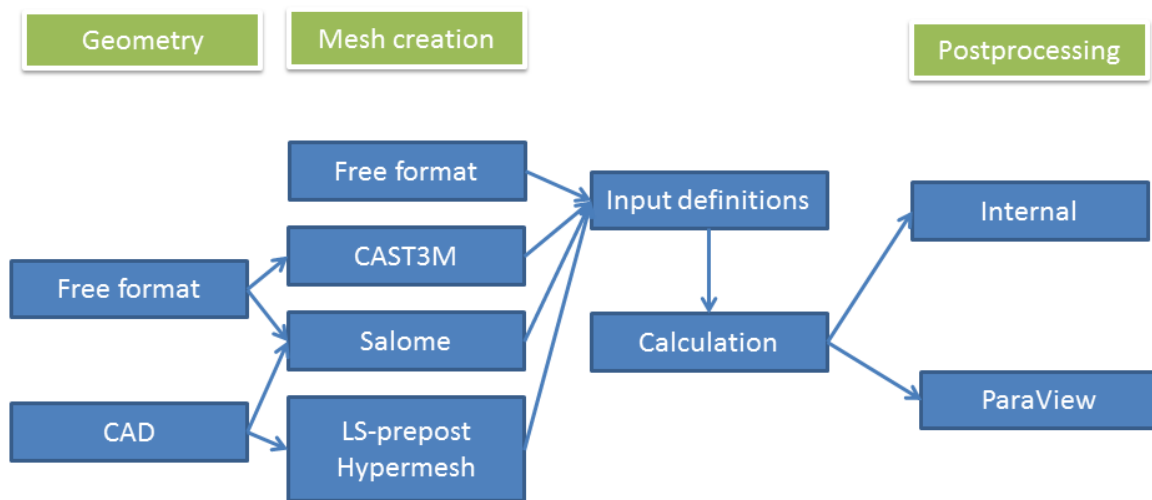 Geometry
Mesh creation
Postprocessing
Free format
CAST3M
Salome
LS-prepost
Hypermesh
Free format
CAD
Input definitions
Calculation
Internal
ParaView